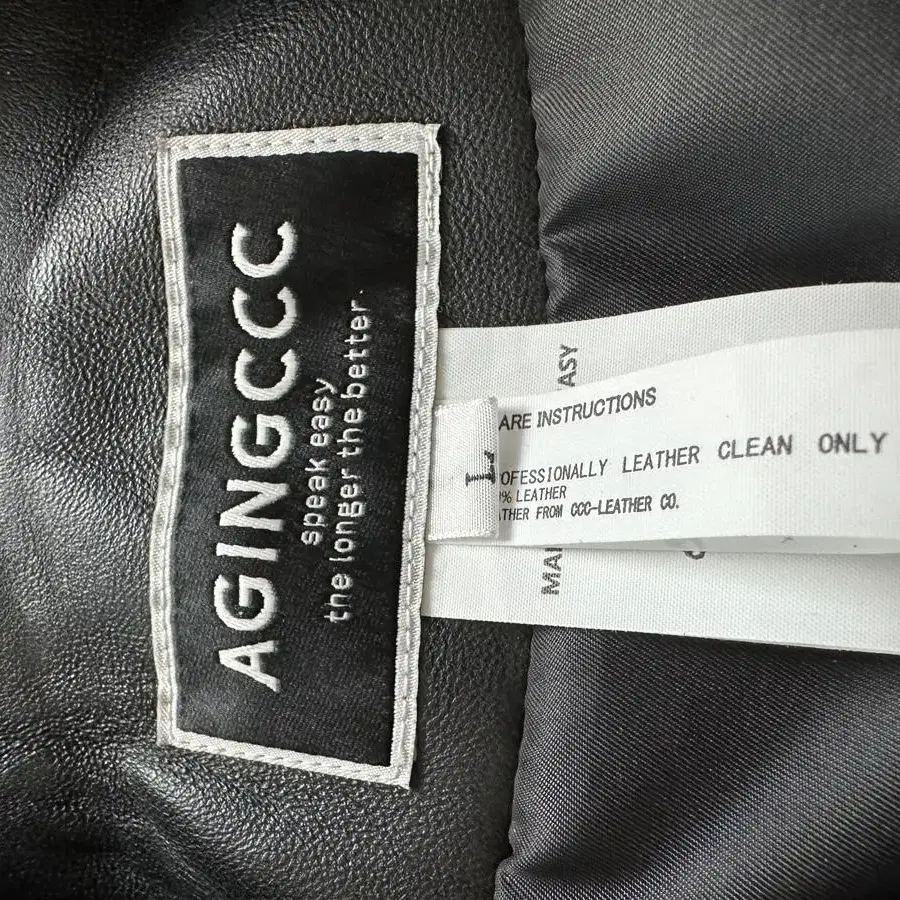 AGINGCCC
speak easy
the longer the better.
L
ARE INSTRUCTIONS
OFESSIONALLY LEATHER CLEAN ONLY
% LEATHER
THER FROM CCC-LEATHER CO.
ASY